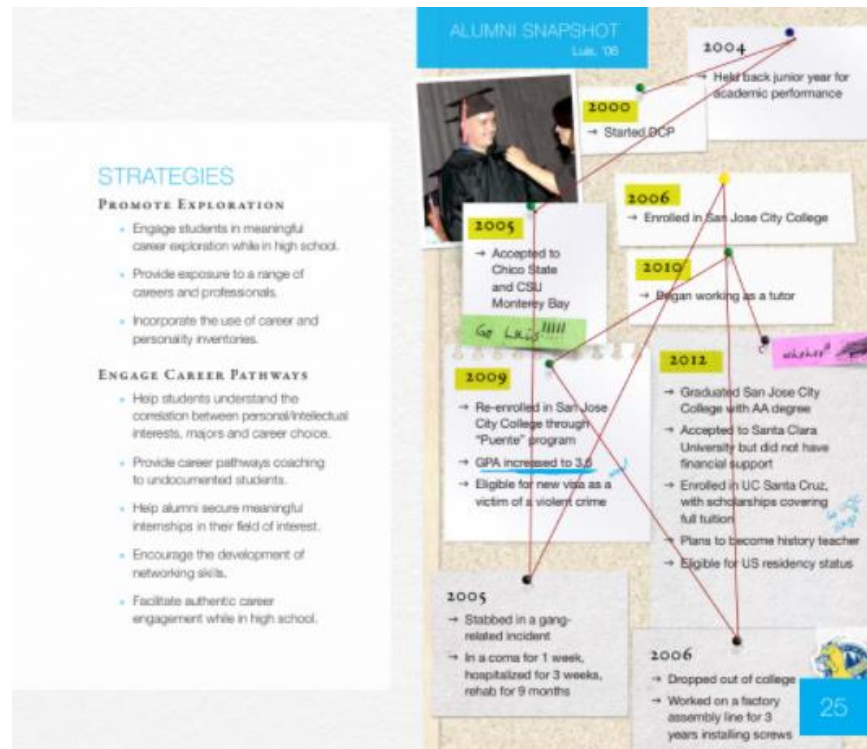 STRATEGIES
PROMOTE EXPLORATION
Engage students in meaningful
career exploration while in high school.
Provide exposure to a range of
careers and professionals.
Incorporate the use of career and
personality inventories.
ENGAGE CAREER PATHWAYS
Help students understand the
correlation between personal/intellectual
interests, majors and career choice.
Provide career pathways coaching
to undocumented students.
Help alumni secure meaningful
internships in their field of interest.
Encourage the development of
networking skills.
Facilitate authentic career
engagement while in high school.
ALUMNI SNAPSHOT
Luis, '06
2000
→ Started DCP
2004
→ Held back junior year for
academic performance
2005
→ Accepted to
Chico State
and CSU
Monterey Bay
Go Luis!!!!!
2006
→ Enrolled in San Jose City College
2010
→ Began working as a tutor
2009
→ Re-enrolled in San Jose
City College through
"Puente" program
→ GPA increased to 3.6
→ Eligible for new visa as a
victim of a violent crime
2012
→ Graduated San Jose City
College with AA degree
→ Accepted to Santa Clara
University but did not have
financial support
→ Enrolled in UC Santa Cruz,
with scholarships covering
full tuition
→ Plans to become history teacher
→ Eligible for US residency status
2005
→ Stabbed in a gang-
related incident
→ In a coma for 1 week,
hospitalized for 3 weeks,
rehab for 9 months
2006
→ Dropped out of college
→ Worked on a factory
assembly line for 3
years installing screws
25